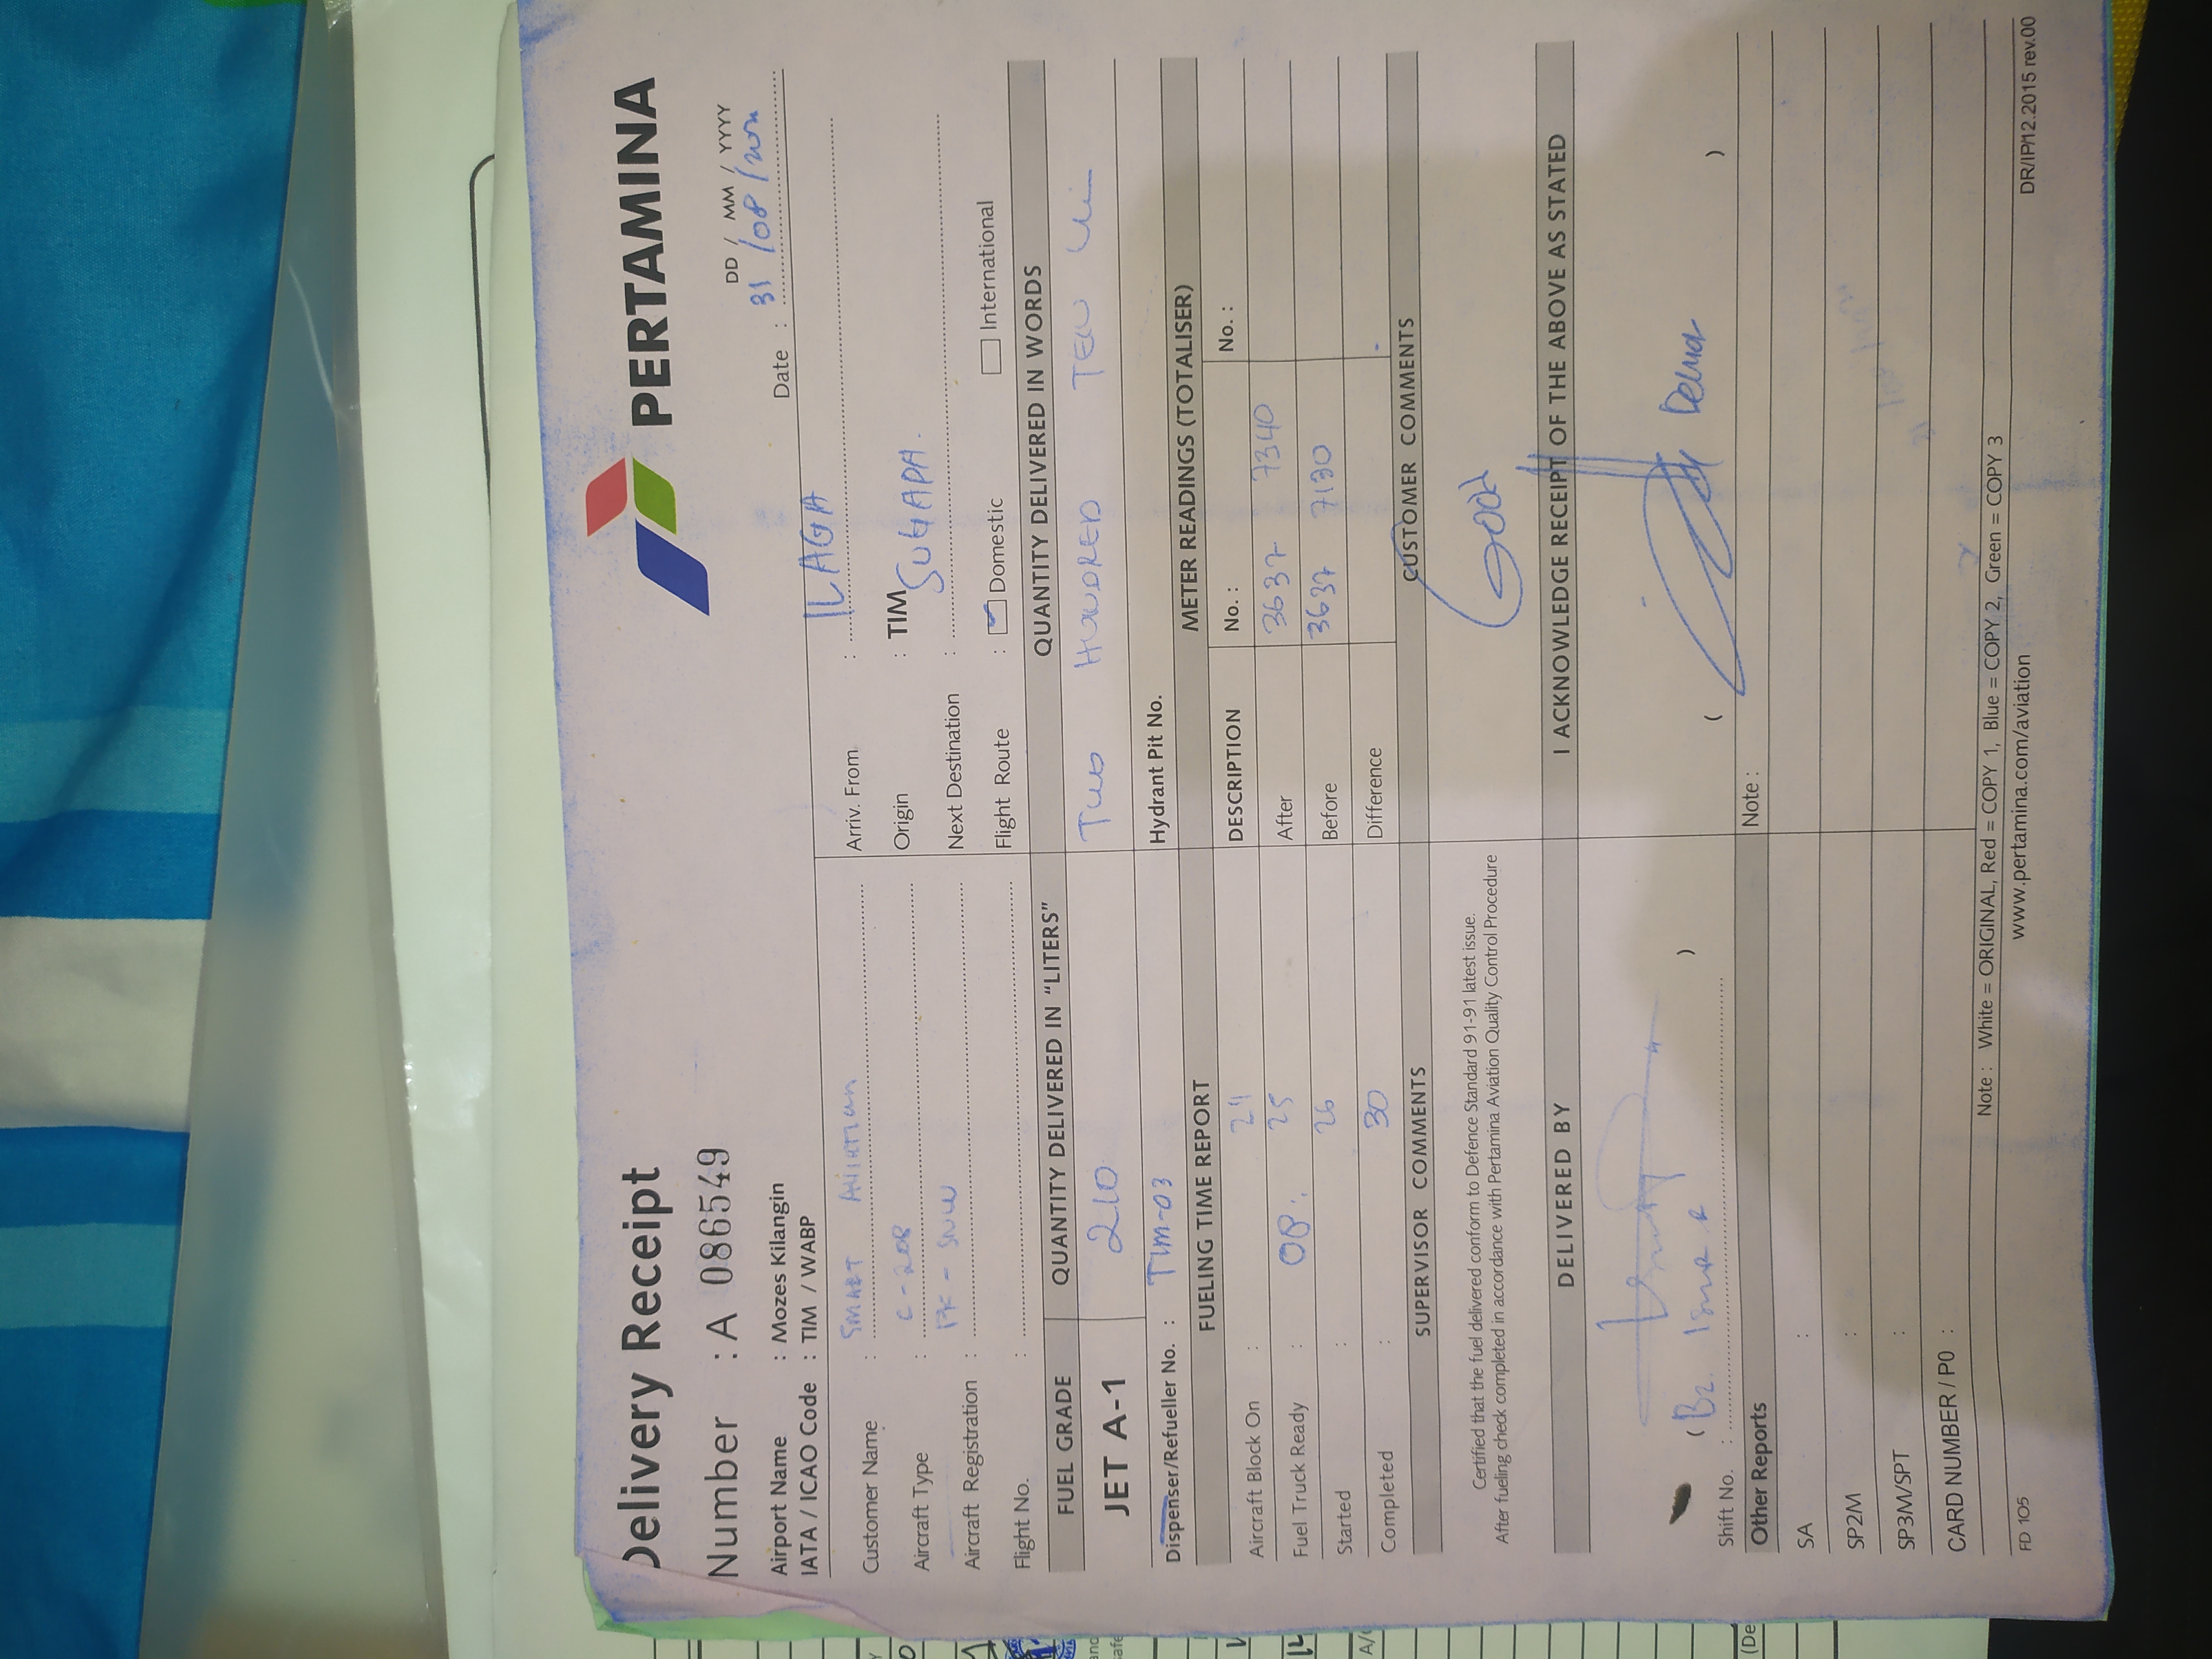 PERTAMINA
Delivery Receipt
Number : A 086549
DD / MM / YYYY
Date : 31 / 08 /
Airport Name : Mozes Kilangin
IATA / ICAO Code : TIM / WABP
Customer Name : SMART
Aircraft Type : C-208
Aircraft Registration : PK-SNW
Flight No. :
Arriv. From : ILAGA
Origin : TIM
Next Destination : SUGAPA.
Flight Route : Domestic International
FUEL GRADE
JET A-1
QUANTITY DELIVERED IN "LITERS"
210
QUANTITY DELIVERED IN WORDS
TWO HUNDRED TEN
Dispenser/Refueller No. : TIM-03
Hydrant Pit No.
FUELING TIME REPORT
Aircraft Block On :
Fuel Truck Ready : 08: 25
Started : 26
Completed : 30
METER READINGS (TOTALISER)
DESCRIPTION No. : No. :
After 3637 7340
Before 3637 7130
Difference
SUPERVISOR COMMENTS
Certified that the fuel delivered conform to Defence Standard 91-91 latest issue.
After fueling check completed in accordance with Pertamina Aviation Quality Control Procedure
CUSTOMER COMMENTS
Good
DELIVERED BY
( )
Shift No. :
I ACKNOWLEDGE RECEIPT OF THE ABOVE AS STATED
( )
Other Reports
SA :
SP2M :
SP3M/SPT :
CARD NUMBER / PO :
Note :
Note : White = ORIGINAL, Red = COPY 1, Blue = COPY 2, Green = COPY 3
FD 105
www.pertamina.com/aviation
DR/IP/12.2015 rev.00